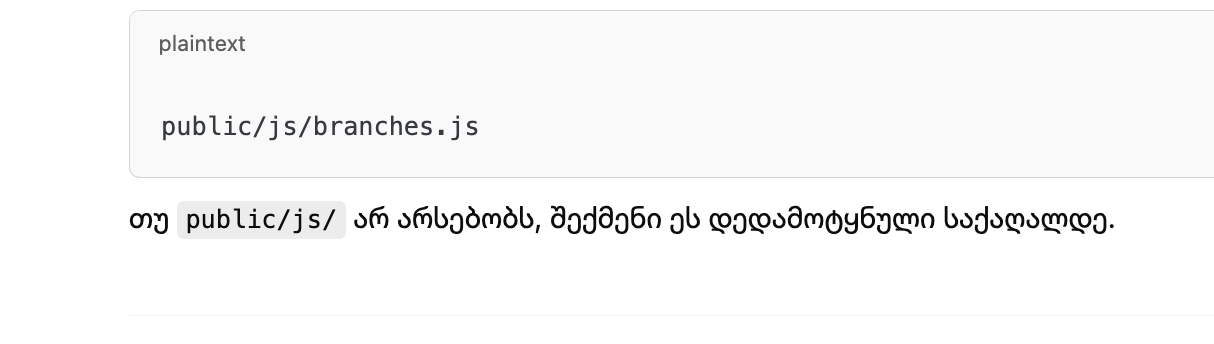 plaintext
public/js/branches.js
თუ public/js/ არ არსებობს, შექმენი ეს დედამოტყნული საქაღალდე.